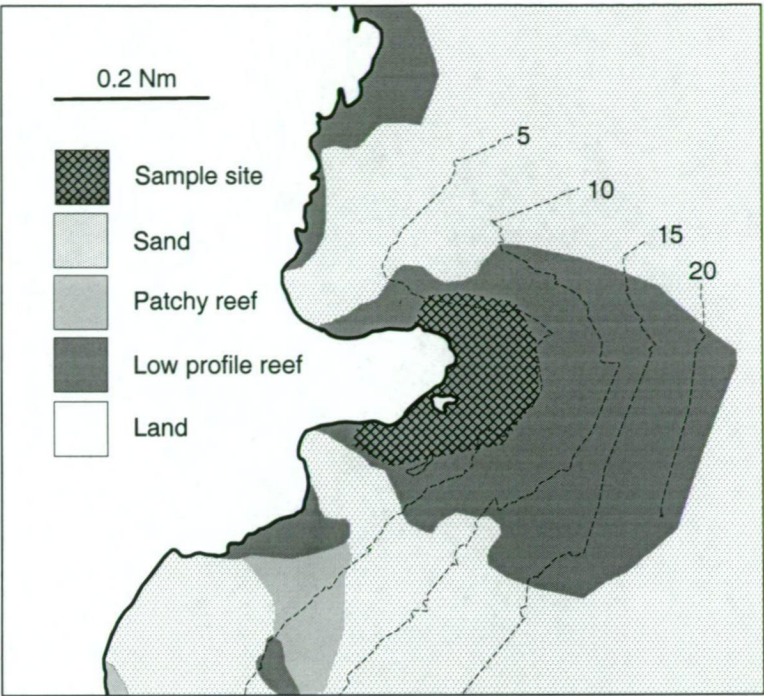 0.2 Nm
Sample site
Sand
Patchy reef
Low profile reef
Land
5
10
15
20